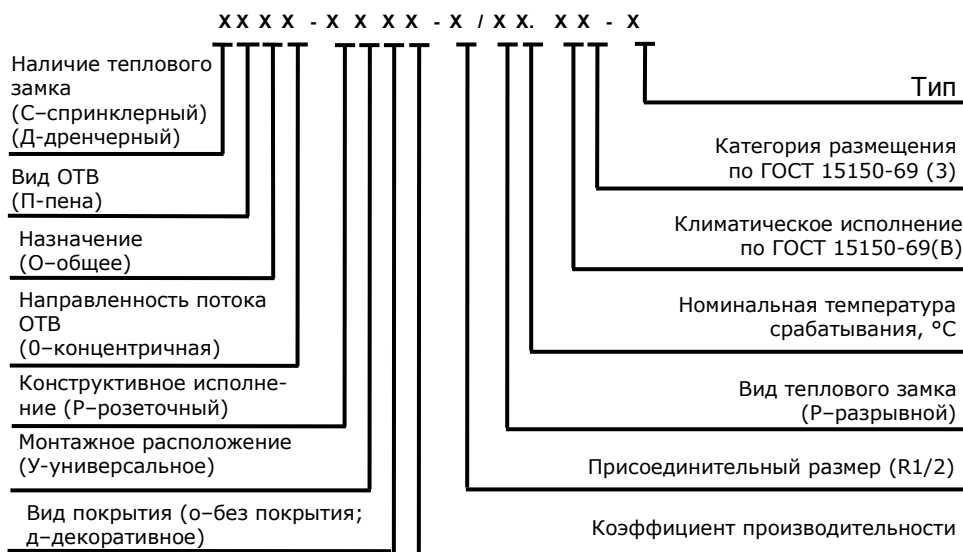 X X X X - X X X X - X / X X. X X - X
Наличие теплового
замка
(С–спринклерный)
(Д-дренчерный)
Вид ОТВ
(П-пена)
Назначение
(О–общее)
Направленность потока
ОТВ
(0–концентричная)
Конструктивное исполне-
ние (Р–розеточный)
Монтажное расположение
(У-универсальное)
Вид покрытия (о–без покрытия;
д–декоративное)
Тип
Категория размещения
по ГОСТ 15150-69 (3)
Климатическое исполнение
по ГОСТ 15150-69(В)
Номинальная температура
срабатывания, °С
Вид теплового замка
(Р–разрывной)
Присоединительный размер (R1/2)
Коэффициент производительности